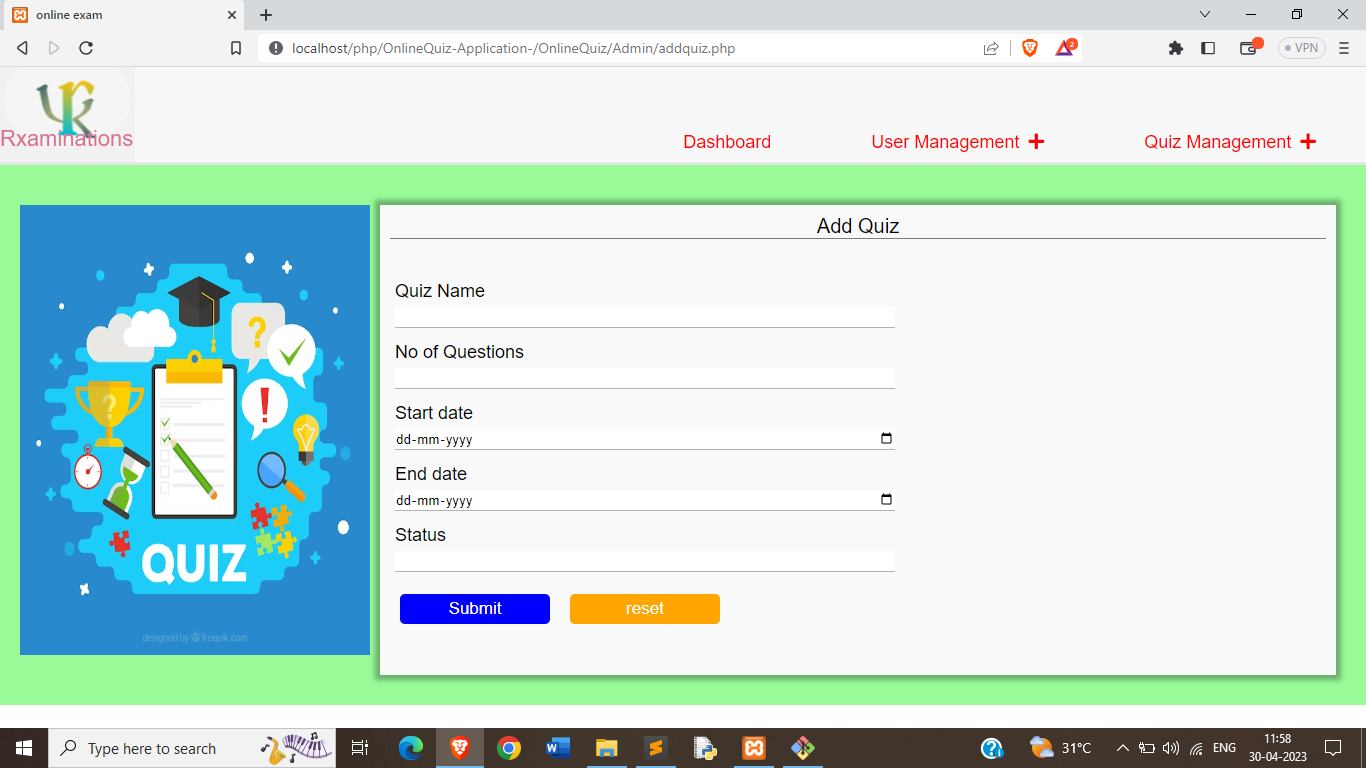 online exam
localhost/php/OnlineQuiz-Application-/OnlineQuiz/Admin/addquiz.php
2
VPN
Rxaminations
Dashboard
User Management
Quiz Management
Add Quiz
Quiz Name
No of Questions
Start date
dd-mm-yyyy
End date
dd-mm-yyyy
Status
Submit
reset
?
?
!
QUIZ
designed by freepik.com
Type here to search
31°C
ENG
11:58
30-04-2023